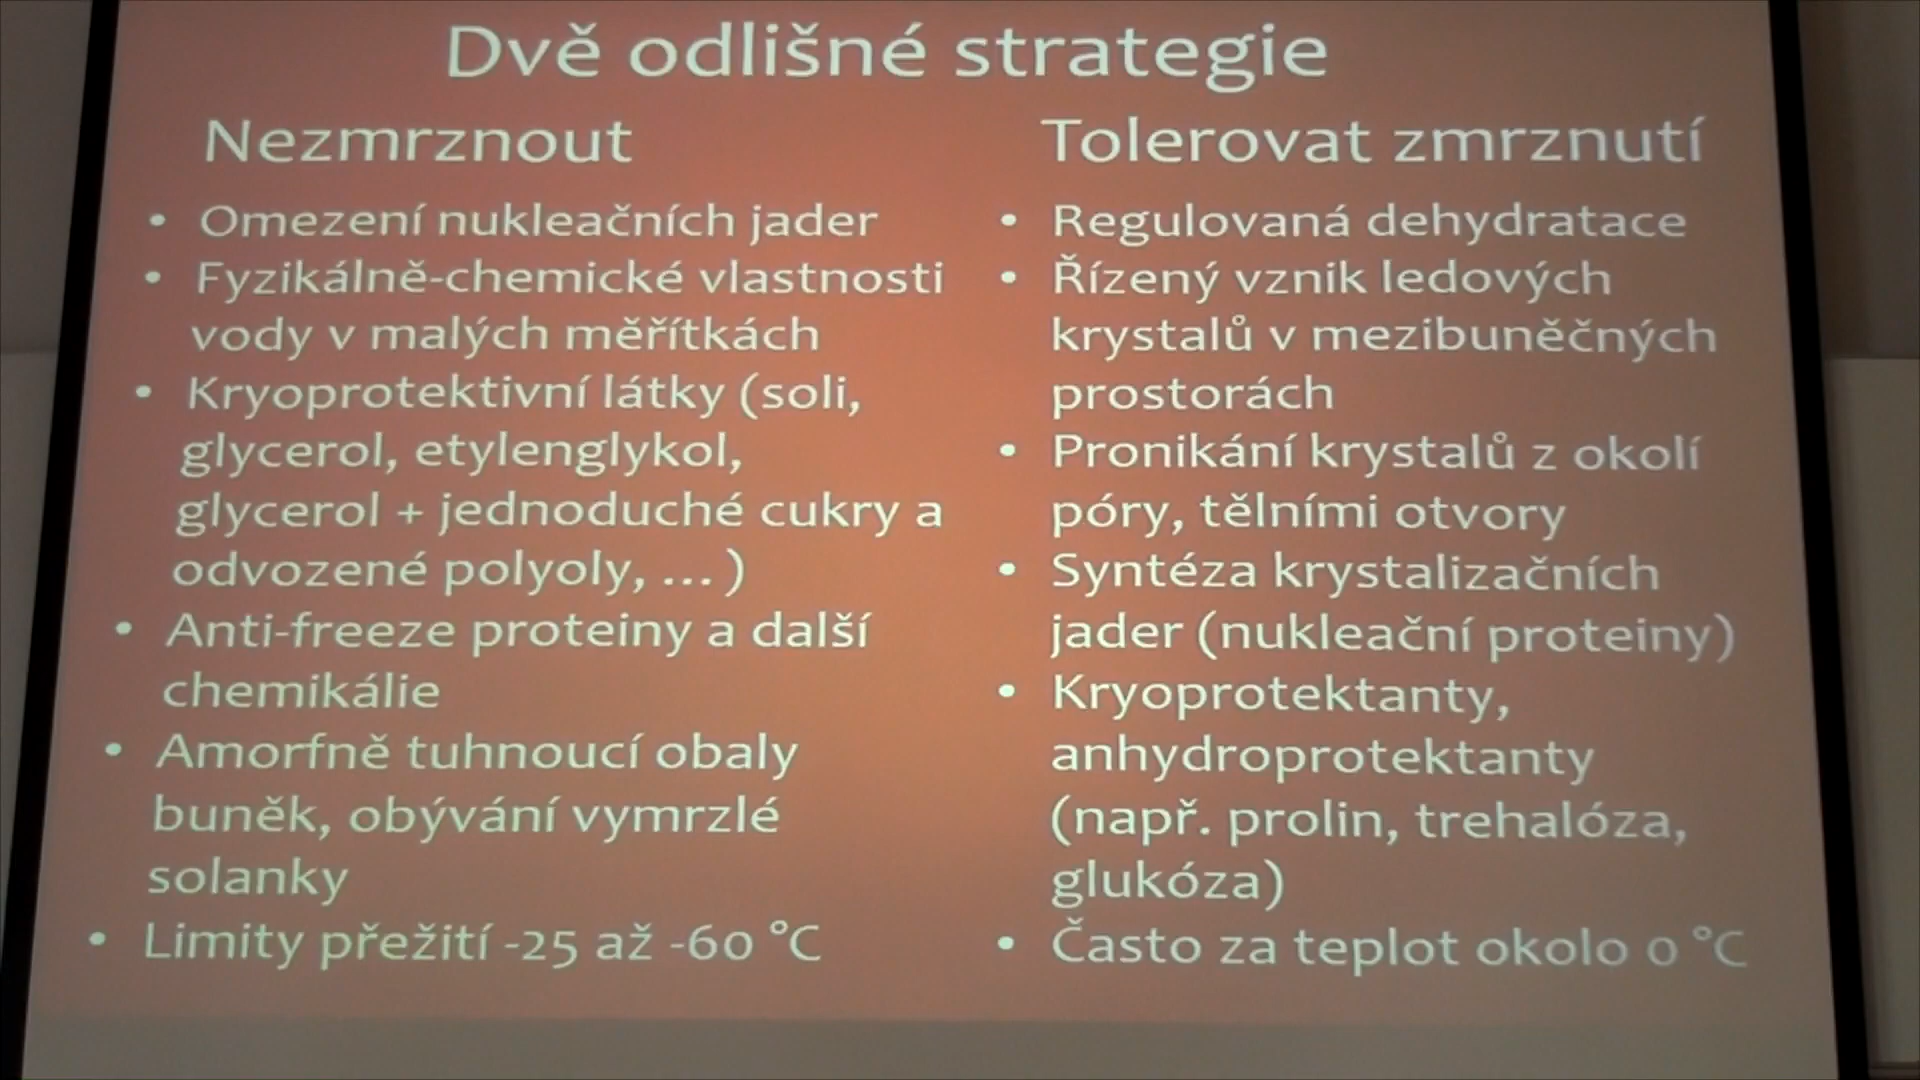 Dvě odlišné strategie
Nezmrznout
• Omezení nukleačních jader
• Fyzikálně-chemické vlastnosti
vody v malých měřítkách
• Kryoprotektivní látky (soli,
glycerol, etylenglykol,
glycerol + jednoduché cukry a
odvozené polyoly, ... )
• Anti-freeze proteiny a další
chemikálie
• Amorfně tuhnoucí obaly
buněk, obývání vymrzlé
solanky
• Limity přežití -25 až -60 °C
Tolerovat zmrznutí
• Regulovaná dehydratace
• Řízený vznik ledových
krystalů v mezibuněčných
prostorách
• Pronikání krystalů z okolí
póry, tělními otvory
• Syntéza krystalizačních
jader (nukleační proteiny)
• Kryoprotektanty,
anhydroprotektanty
(např. prolin, trehalóza,
glukóza)
• Často za teplot okolo 0 °C